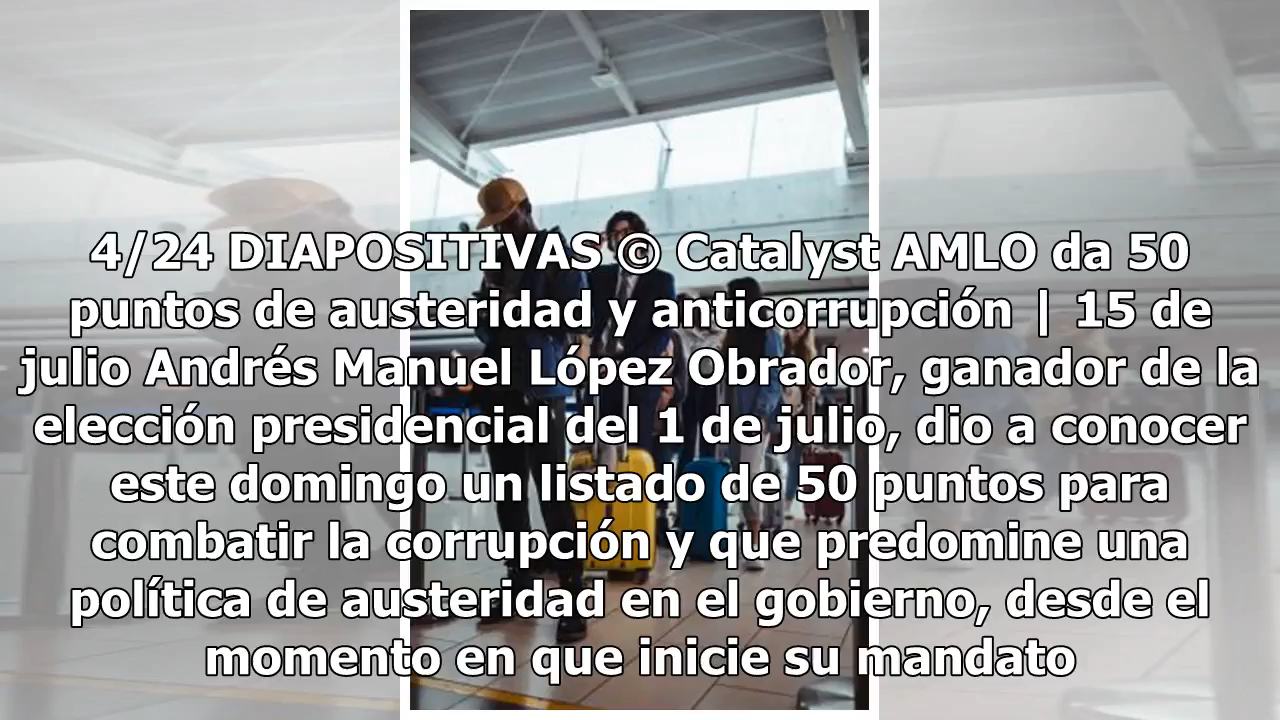 4/24 DIAPOSITIVAS © Catalyst AMLO da 50
puntos de austeridad y anticorrupción | 15 de
julio Andrés Manuel López Obrador, ganador de la
elección presidencial del 1 de julio, dio a conocer
este domingo un listado de 50 puntos para
combatir la corrupción y que predomine una
política de austeridad en el gobierno, desde el
momento en que inicie su mandato